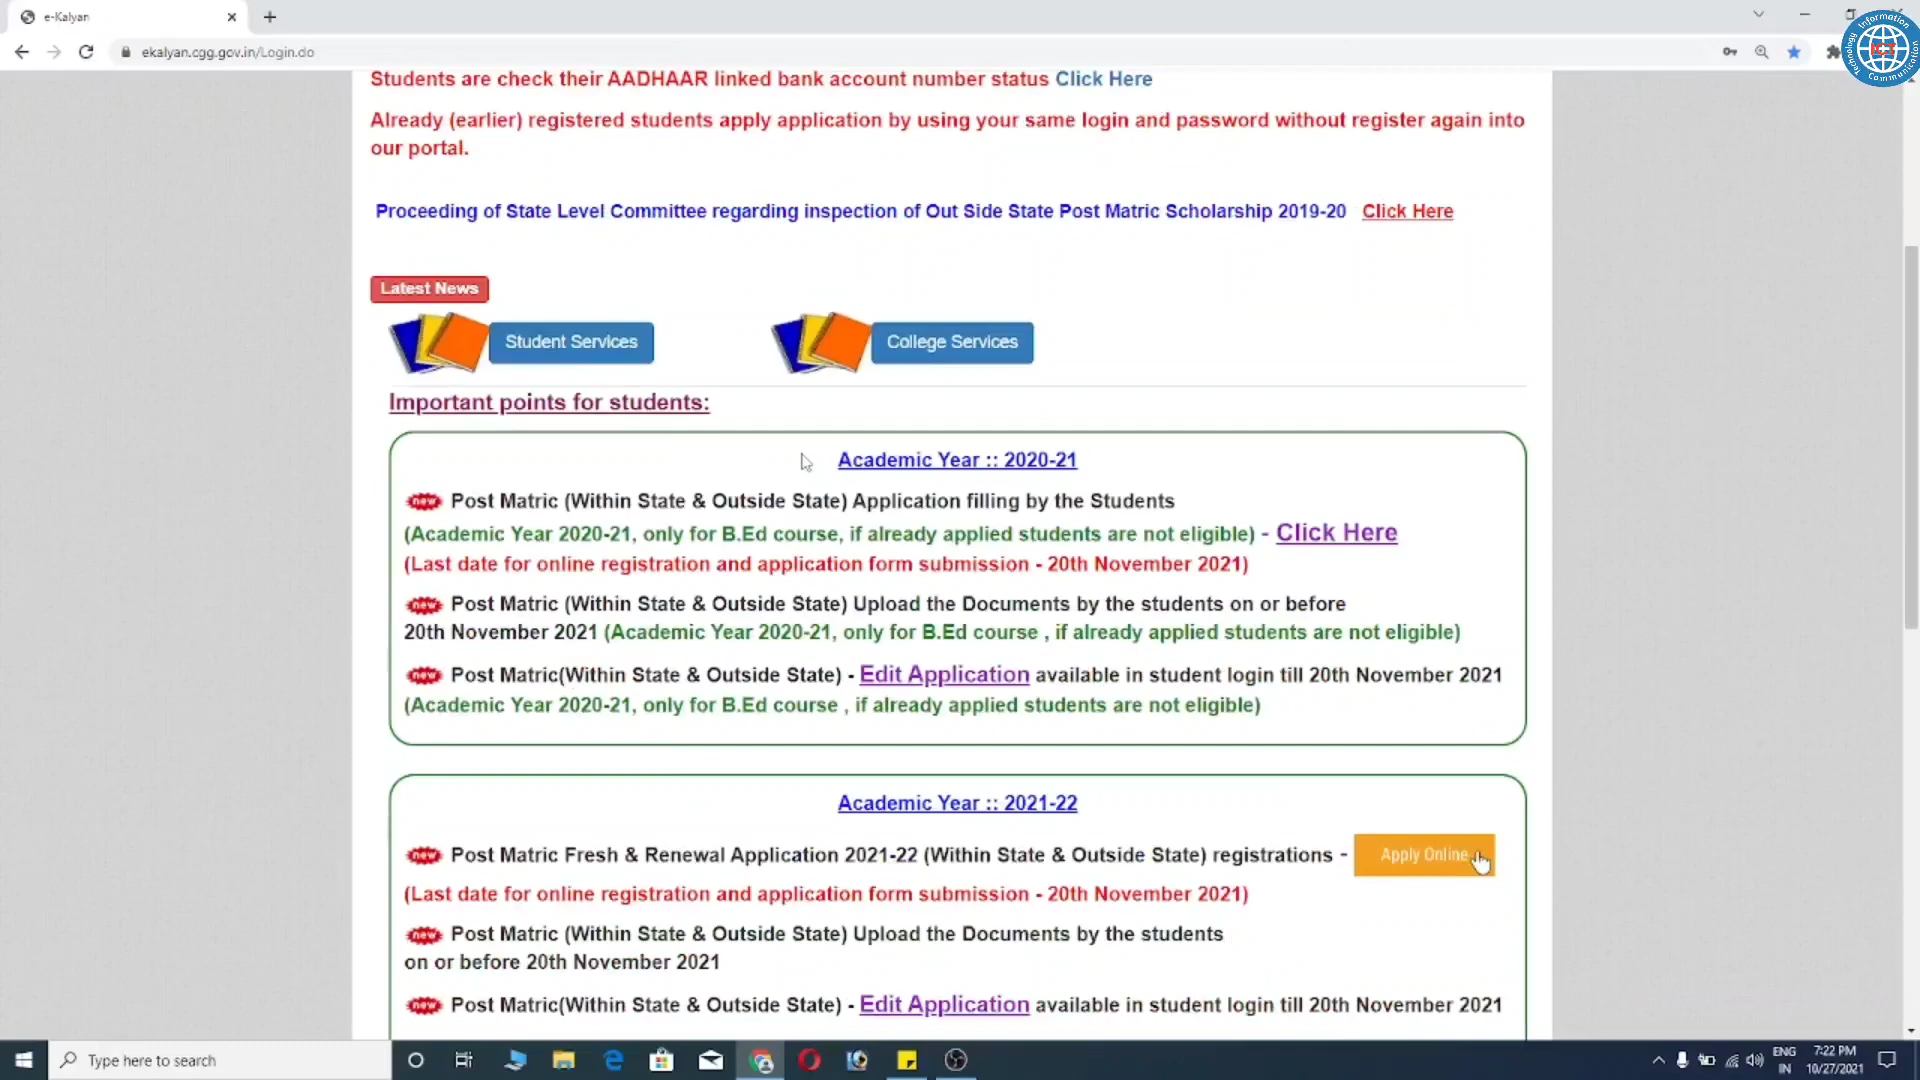 e-Kalyan
ekalyan.cgg.gov.in/Login.do
Information
ICT
Technology
Communication
Students are check their AADHAAR linked bank account number status Click Here
Already (earlier) registered students apply application by using your same login and password without register again into
our portal.
Proceeding of State Level Committee regarding inspection of Out Side State Post Matric Scholarship 2019-20 Click Here
Latest News
Student Services
College Services
Important points for students:
Academic Year :: 2020-21
new Post Matric (Within State & Outside State) Application filling by the Students
(Academic Year 2020-21, only for B.Ed course, if already applied students are not eligible) - Click Here
(Last date for online registration and application form submission - 20th November 2021)
new Post Matric (Within State & Outside State) Upload the Documents by the students on or before
20th November 2021 (Academic Year 2020-21, only for B.Ed course , if already applied students are not eligible)
new Post Matric(Within State & Outside State) - Edit Application available in student login till 20th November 2021
(Academic Year 2020-21, only for B.Ed course , if already applied students are not eligible)
Academic Year :: 2021-22
new Post Matric Fresh & Renewal Application 2021-22 (Within State & Outside State) registrations - Apply Online
(Last date for online registration and application form submission - 20th November 2021)
new Post Matric (Within State & Outside State) Upload the Documents by the students
on or before 20th November 2021
new Post Matric(Within State & Outside State) - Edit Application available in student login till 20th November 2021
Type here to search
ENG
IN
7:22 PM
10/27/2021